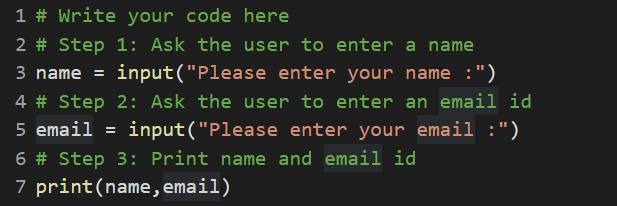 1 # Write your code here
2 # Step 1: Ask the user to enter a name
3 name = input("Please enter your name :")
4 # Step 2: Ask the user to enter an email id
5 email = input("Please enter your email :")
6 # Step 3: Print name and email id
7 print(name,email)